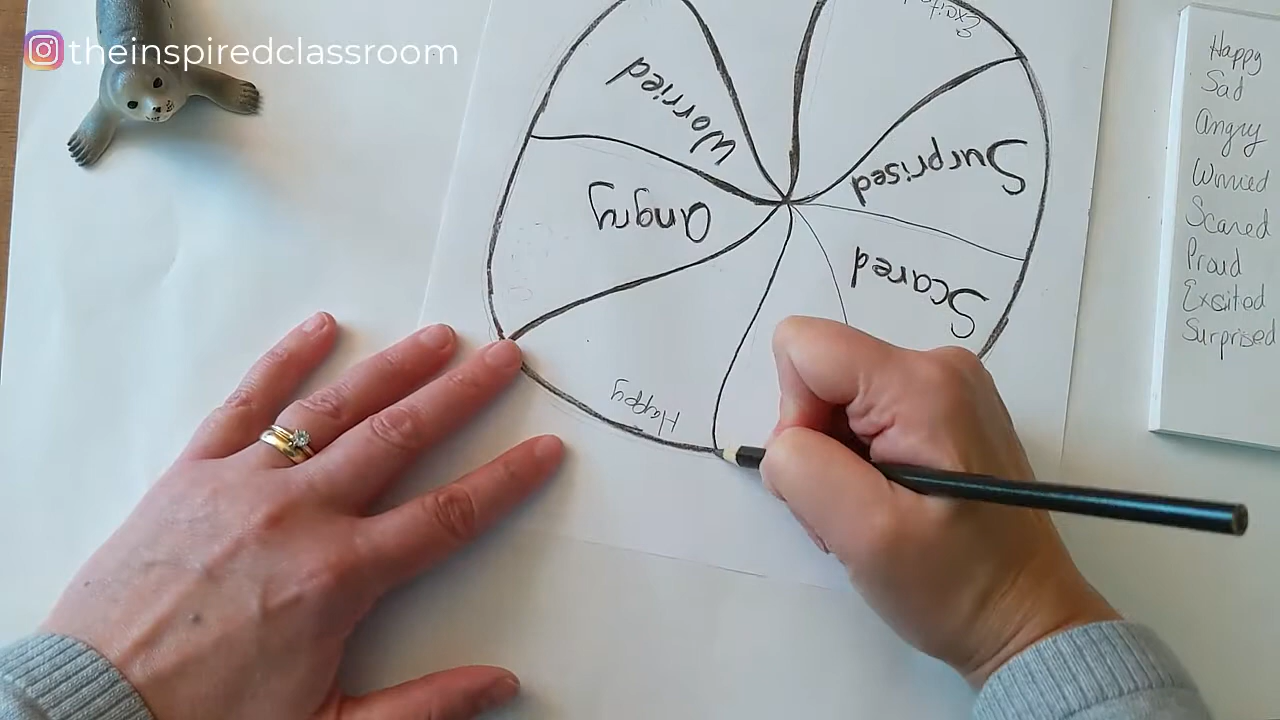 theinspiredclassroom
Happy
Sad
Angry
Worried
Scared
Proud
Excited
Surprised
Worried
Angry
Happy
Surprised
Scared